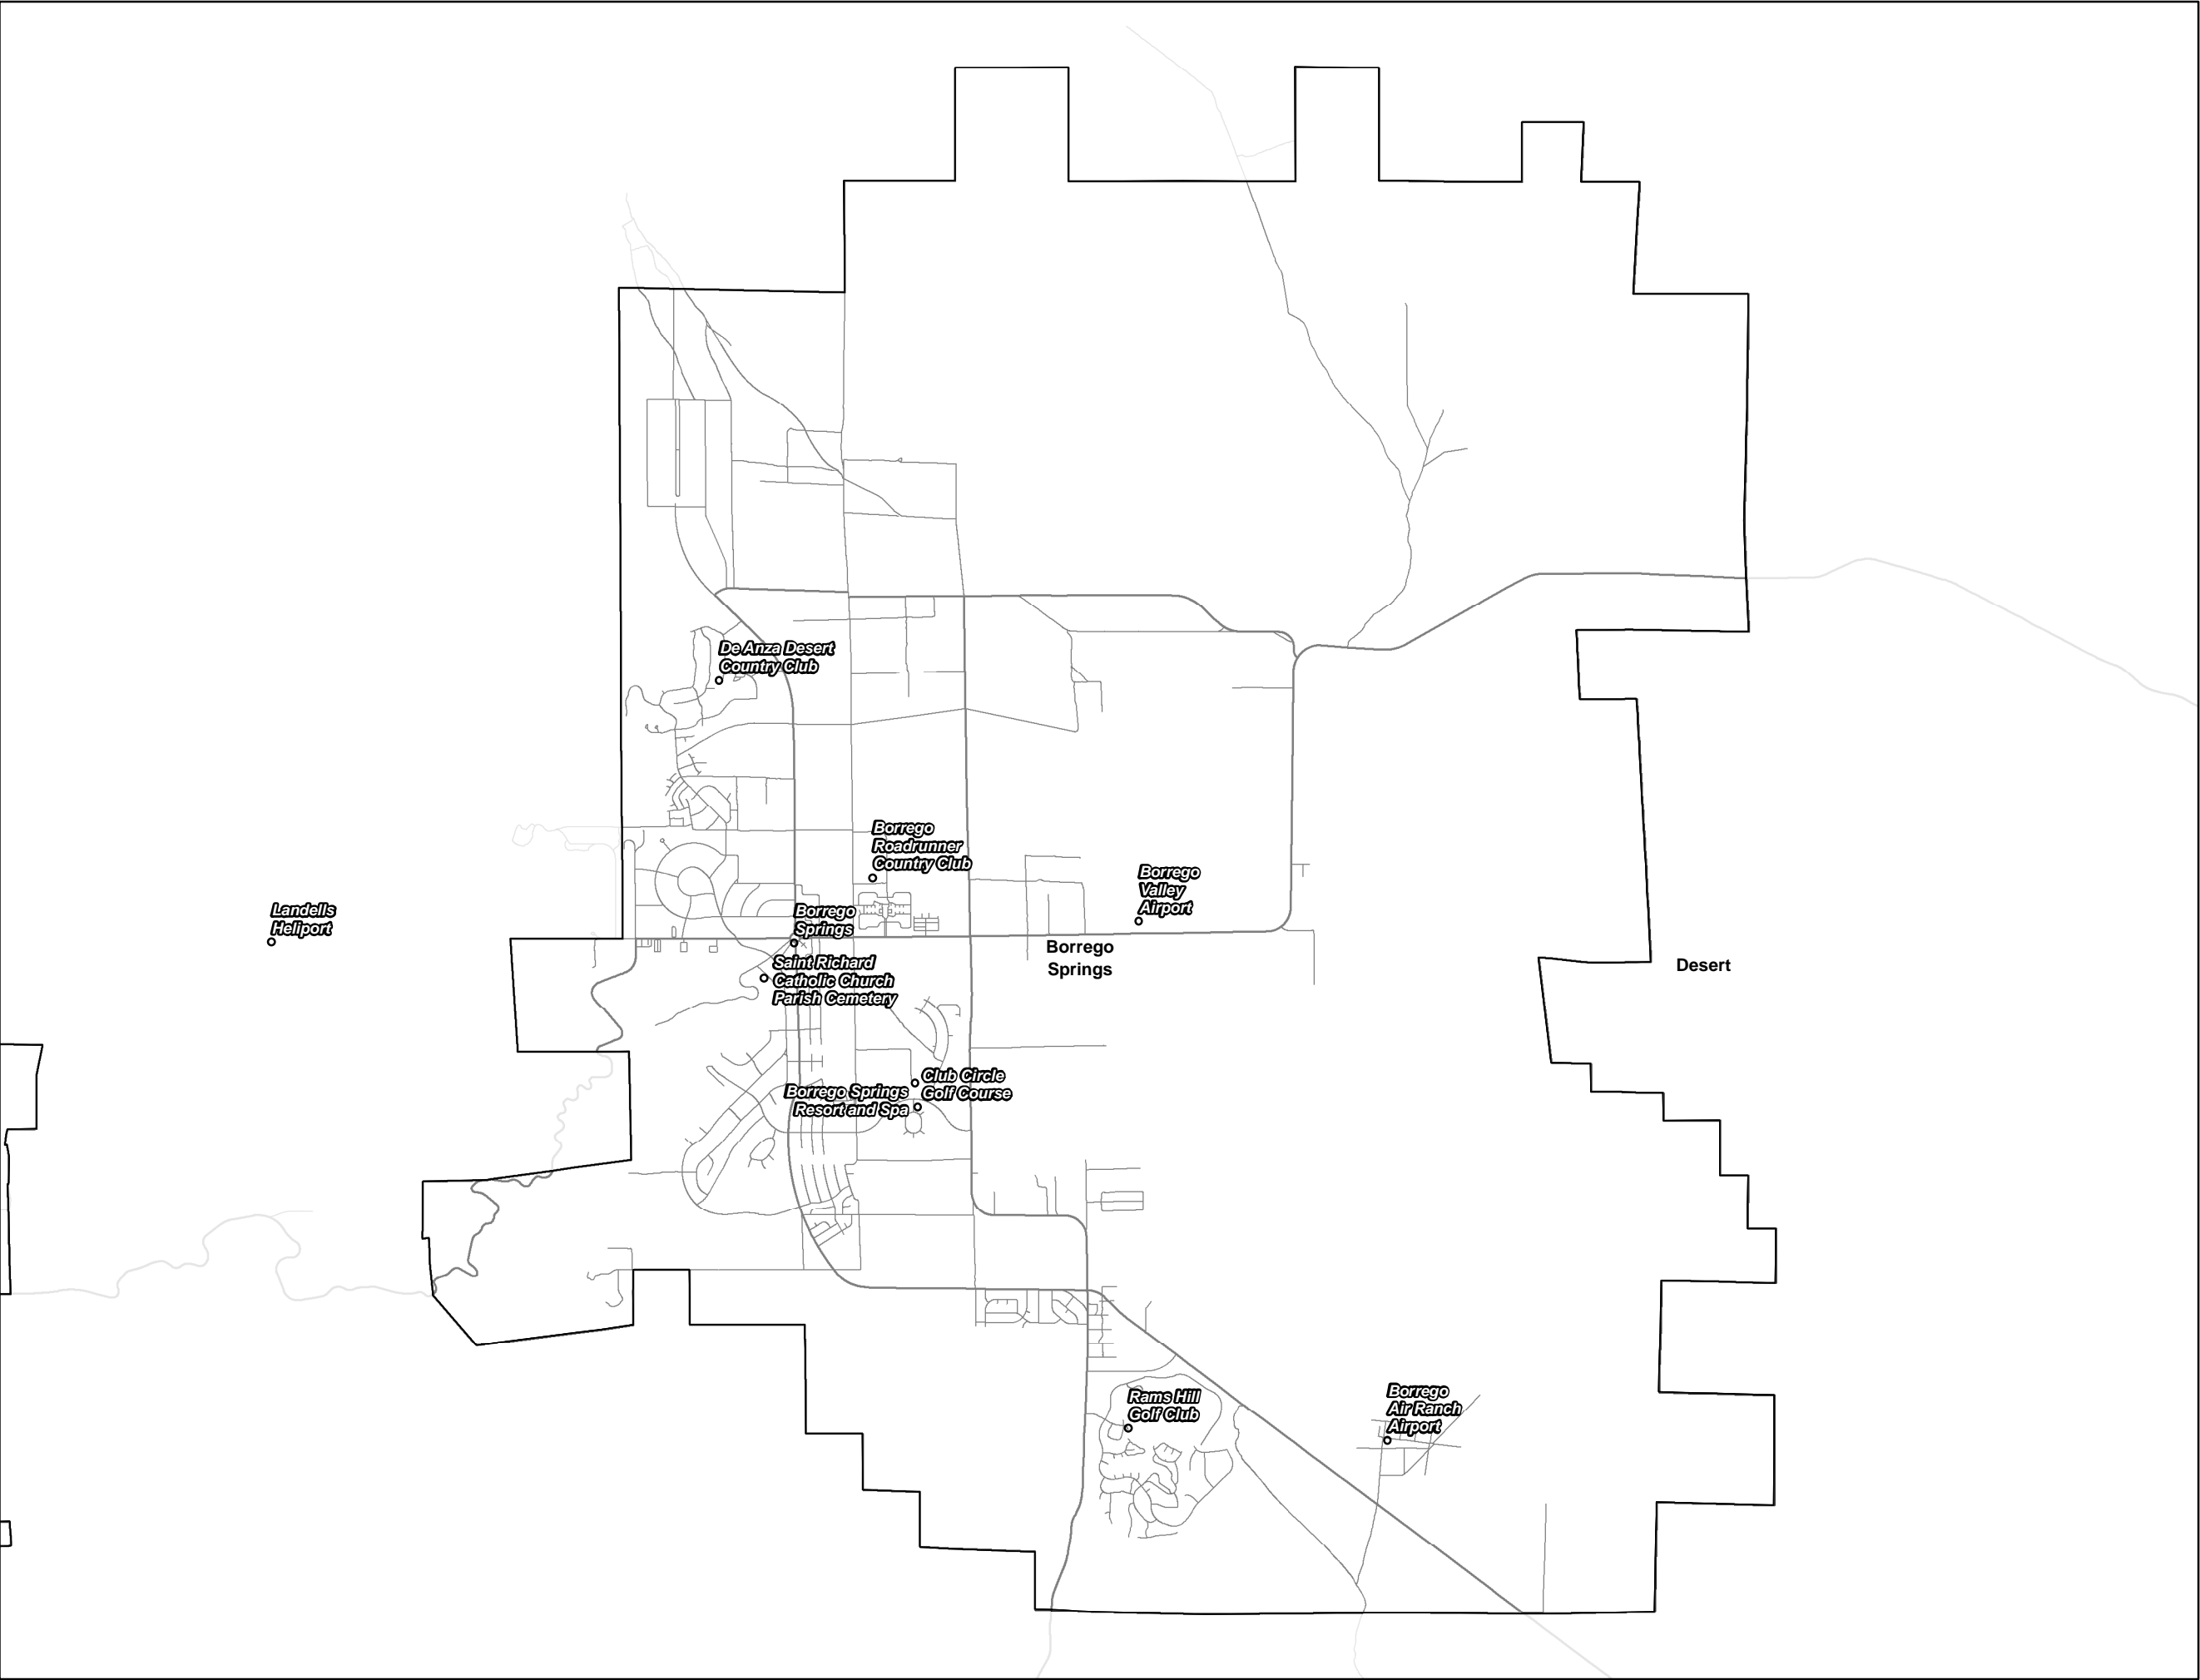 De Anza Desert
Country Club
Borrego
Roadrunner
Country Club
Borrego
Valley
Airport
Landells
Heliport
Borrego
Springs
Borrego
Springs
Desert
Saint Richard
Catholic Church
Parish Cemetery
Club Circle
Golf Course
Borrego Springs
Resort and Spa
Rams Hill
Golf Club
Borrego
Air Ranch
Airport